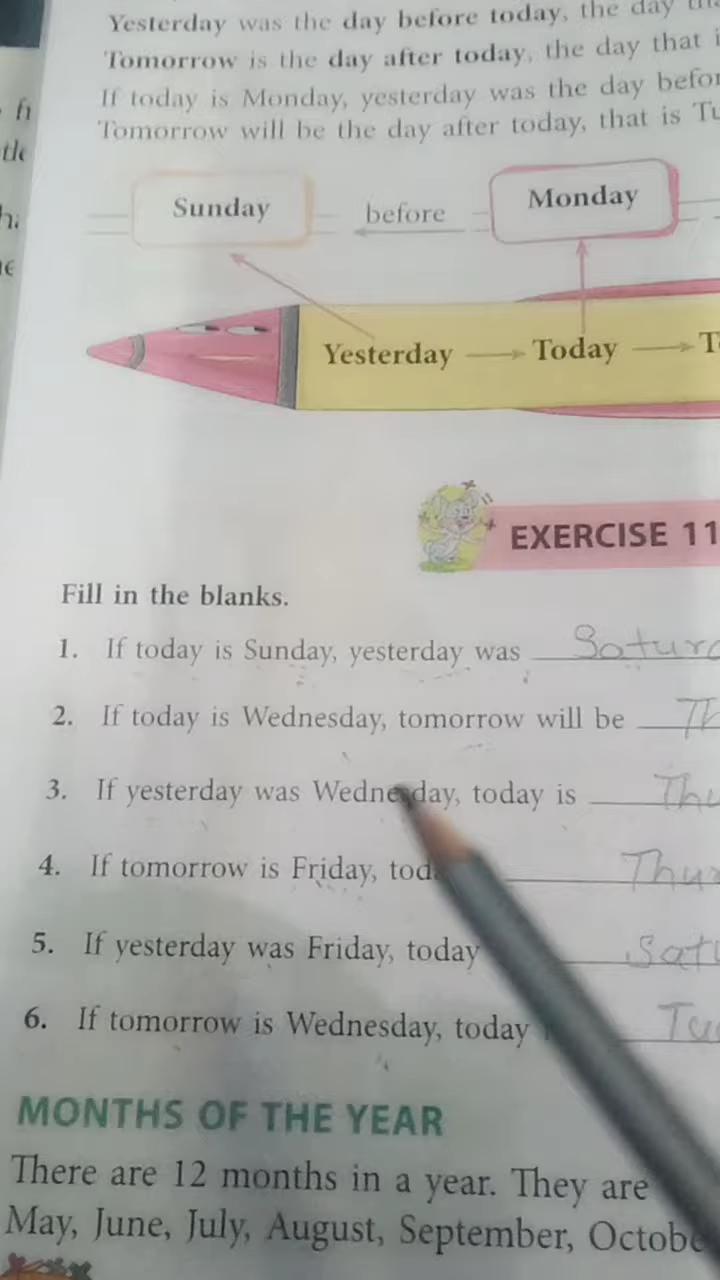 Yesterday was the day before today, the day
Tomorrow is the day after today, the day that
If today is Monday, yesterday was the day
Tomorrow will be the day after today, that is
Sunday before Monday
Yesterday Today
EXERCISE 11
Fill in the blanks.
1. If today is Sunday, yesterday was
2. If today is Wednesday, tomorrow will be
3. If yesterday was Wednesday, today is
4. If tomorrow is Friday,
5. If yesterday was Friday, today
6. If tomorrow is Wednesday, today
MONTHS OF THE YEAR
There are 12 months in a year. They are
May, June, July, August, September,